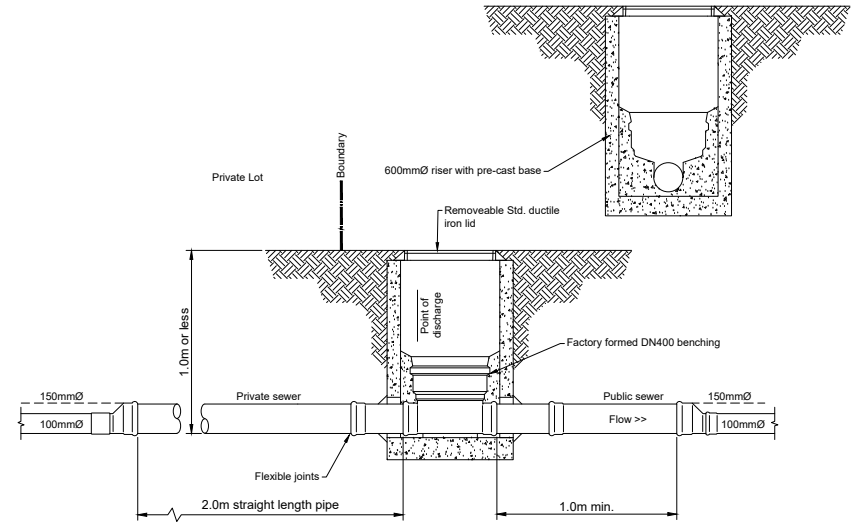 600mmØ riser with pre-cast base
Boundary
Private Lot
Removeable Std. ductile
iron lid
Point of
discharge
1.0m or less
Factory formed DN400 benching
150mmØ
Private sewer
Public sewer
150mmØ
100mmØ
Flow >>
100mmØ
Flexible joints
2.0m straight length pipe
1.0m min.